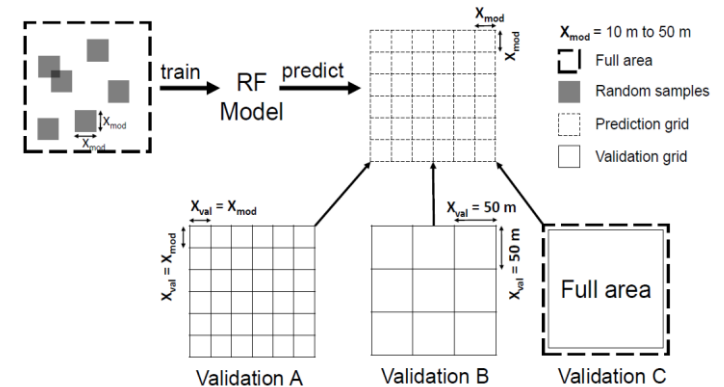 X_mod = 10 m to 50 m
Full area
Random samples
Prediction grid
Validation grid
X_mod
X_mod
train
RF
Model
predict
X_mod
X_mod
X_val = X_mod
X_val = X_mod
X_val = 50 m
X_val = 50 m
Full area
Validation A
Validation B
Validation C